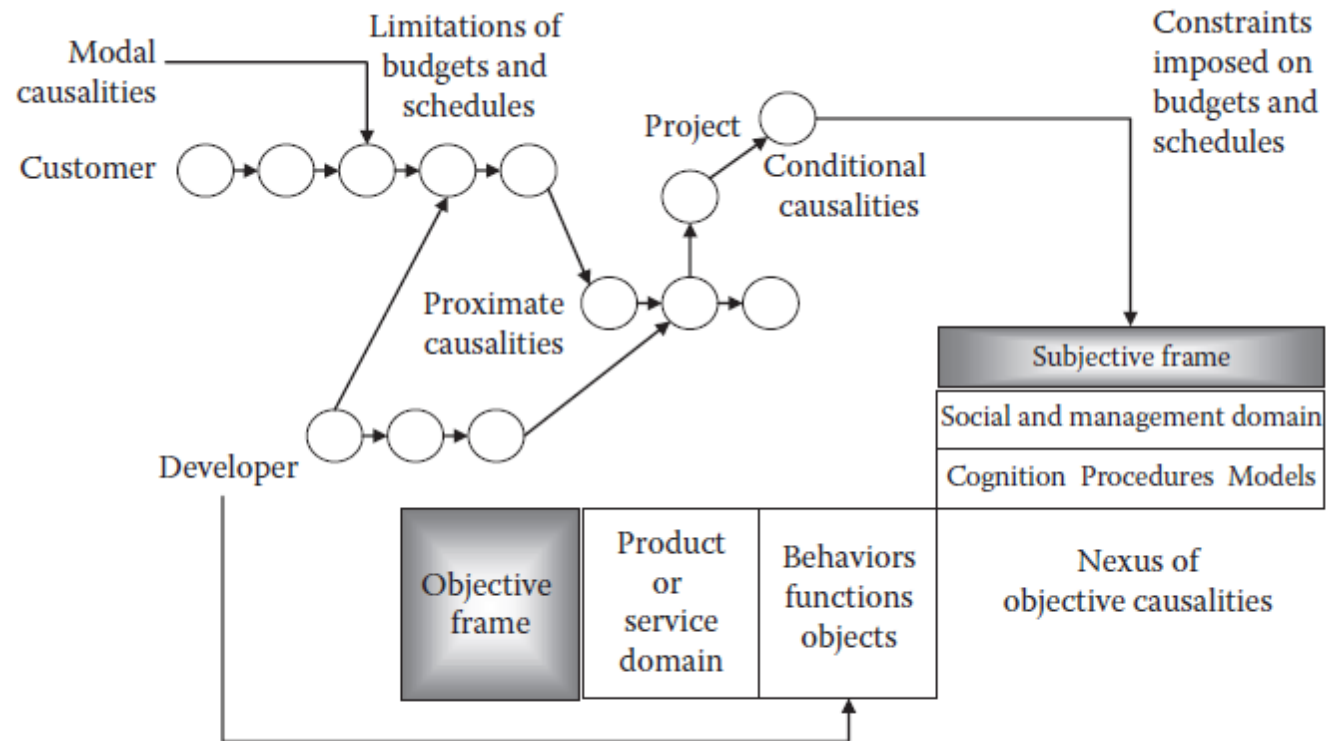 Modal
causalities
Limitations of
budgets and
schedules
Constraints
imposed on
budgets and
schedules
Project
Customer
Conditional
causalities
Proximate
causalities
Developer
Subjective frame
Social and management domain
Cognition Procedures Models
Objective
frame
Product
or
service
domain
Behaviors
functions
objects
Nexus of
objective causalities